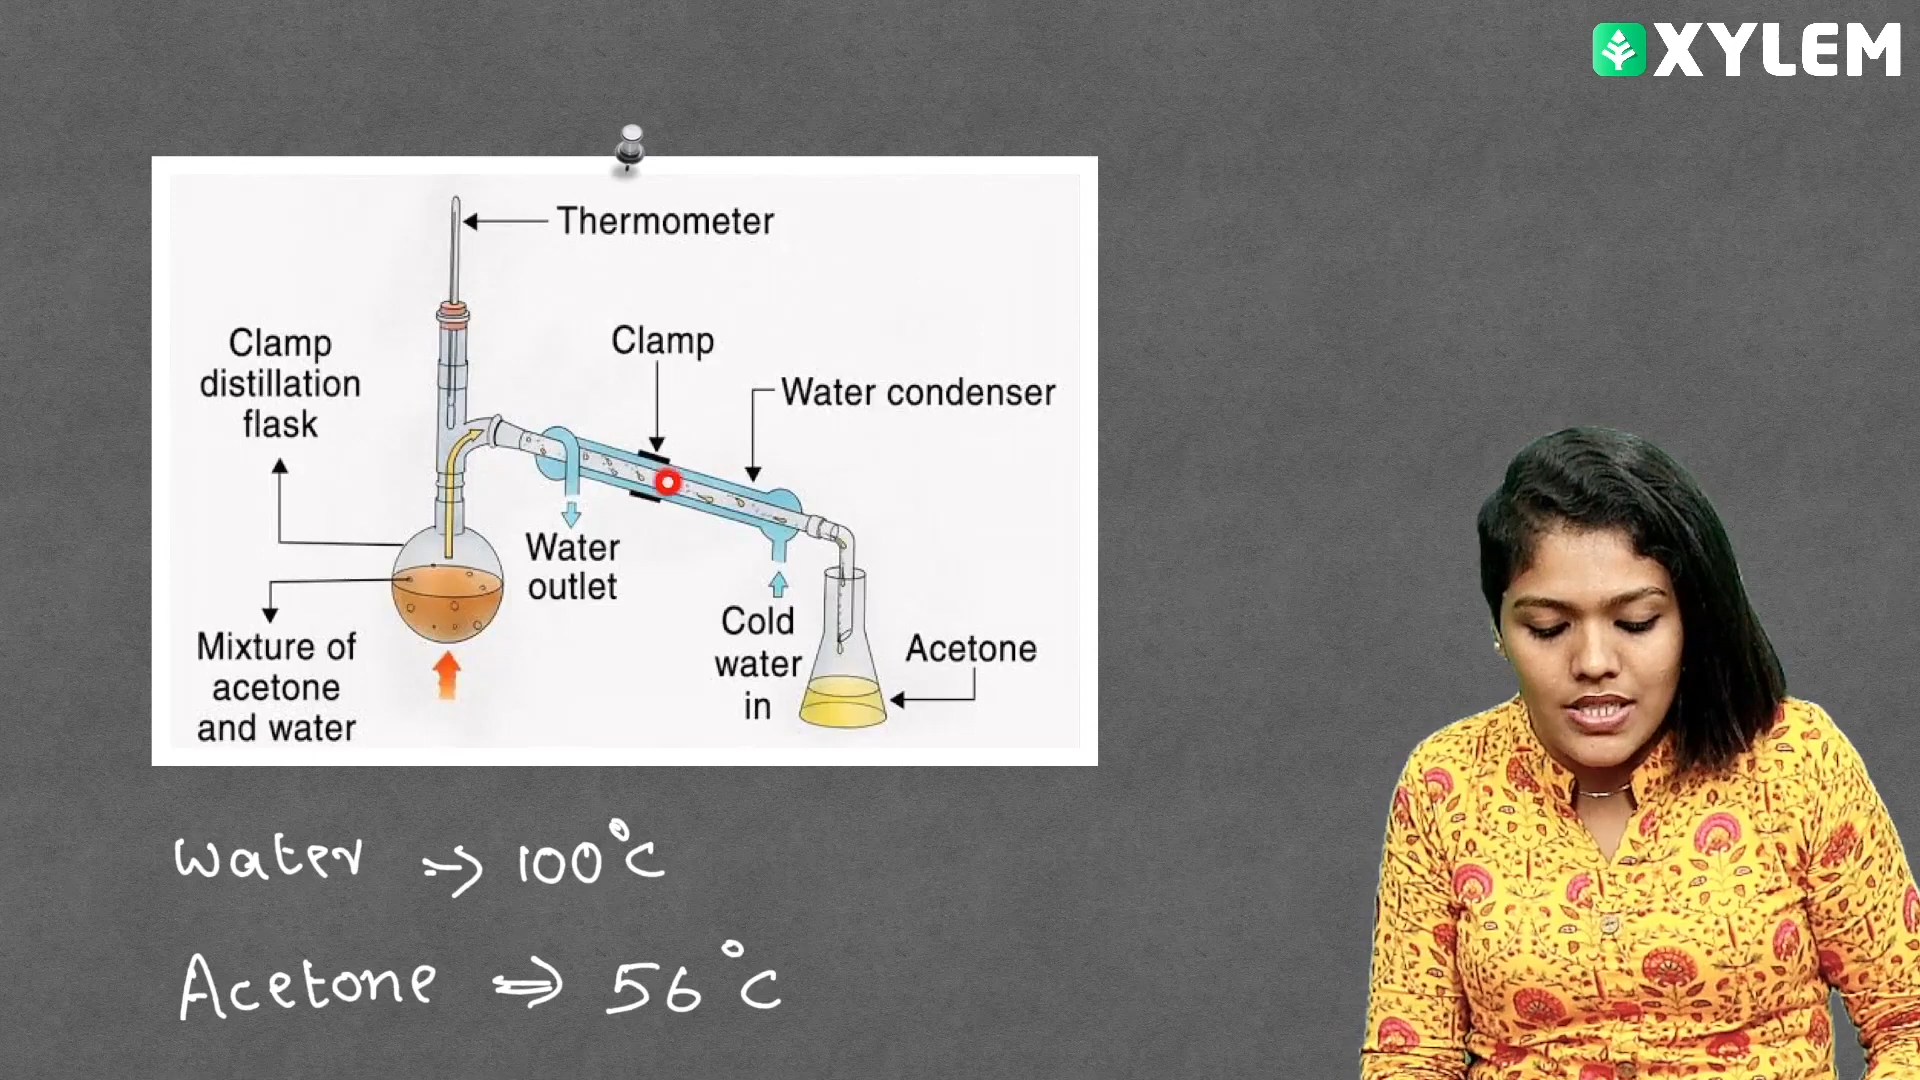 XYLEM
Thermometer
Clamp
distillation
flask
Clamp
Water condenser
Water
outlet
Cold
water
in
Acetone
Mixture of
acetone
and water
Water ⇒ 100°C
Acetone ⇒ 56°C